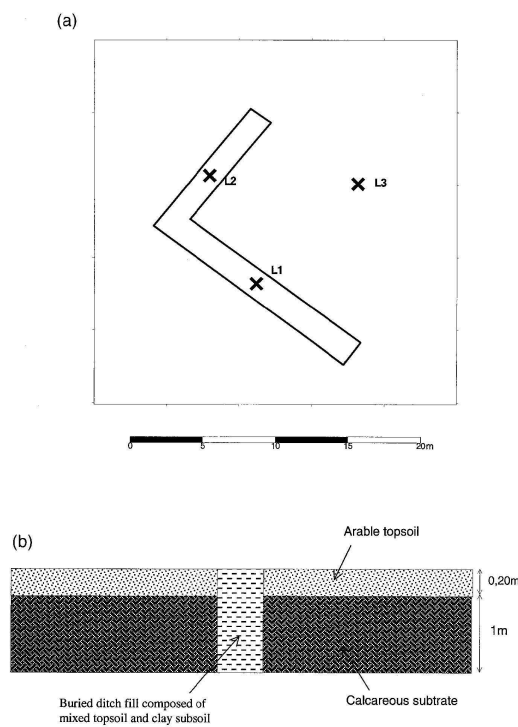 (a)
L2
L3
L1
0 5 10 15 20m
(b)
Arable topsoil
0,20m
1m
Buried ditch fill composed of
mixed topsoil and clay subsoil
Calcareous subtrate